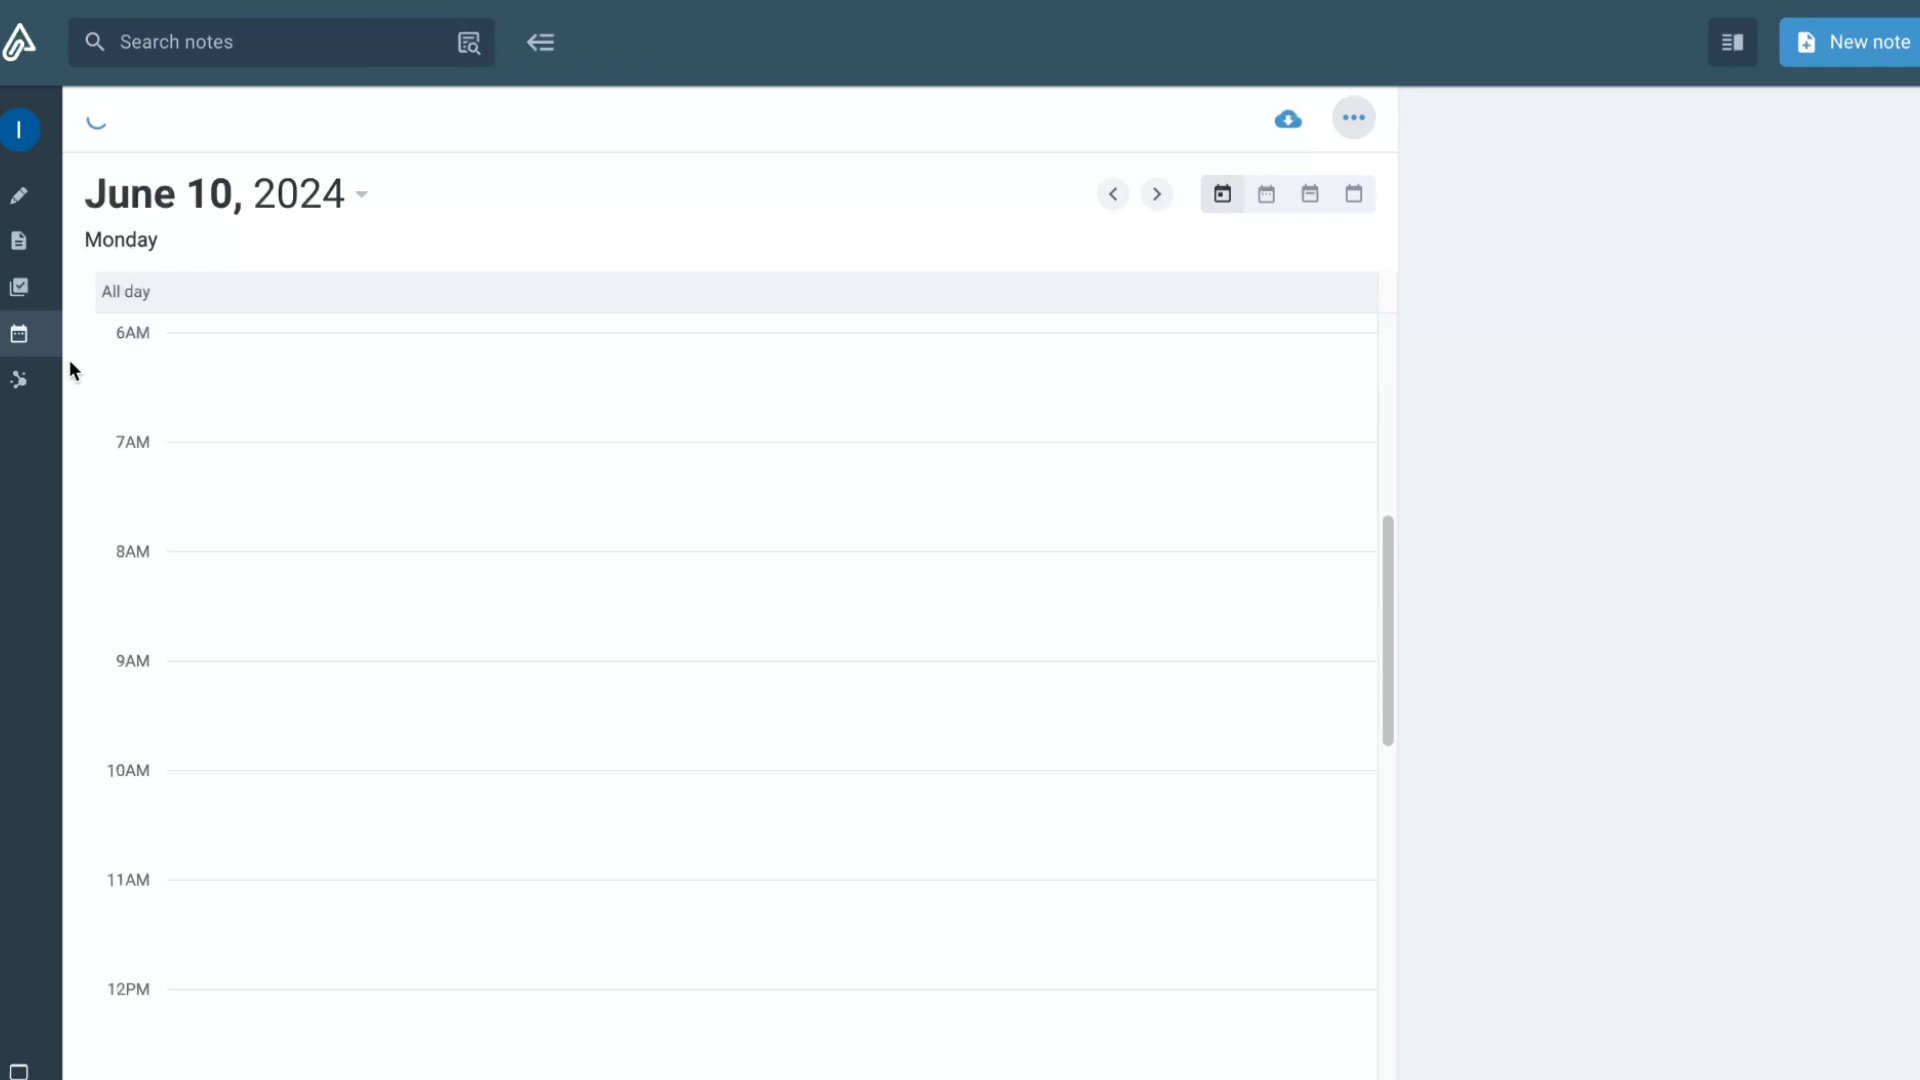 Search notes
New note
I
June 10, 2024
Monday
All day
6AM
7AM
8AM
9AM
10AM
11AM
12PM